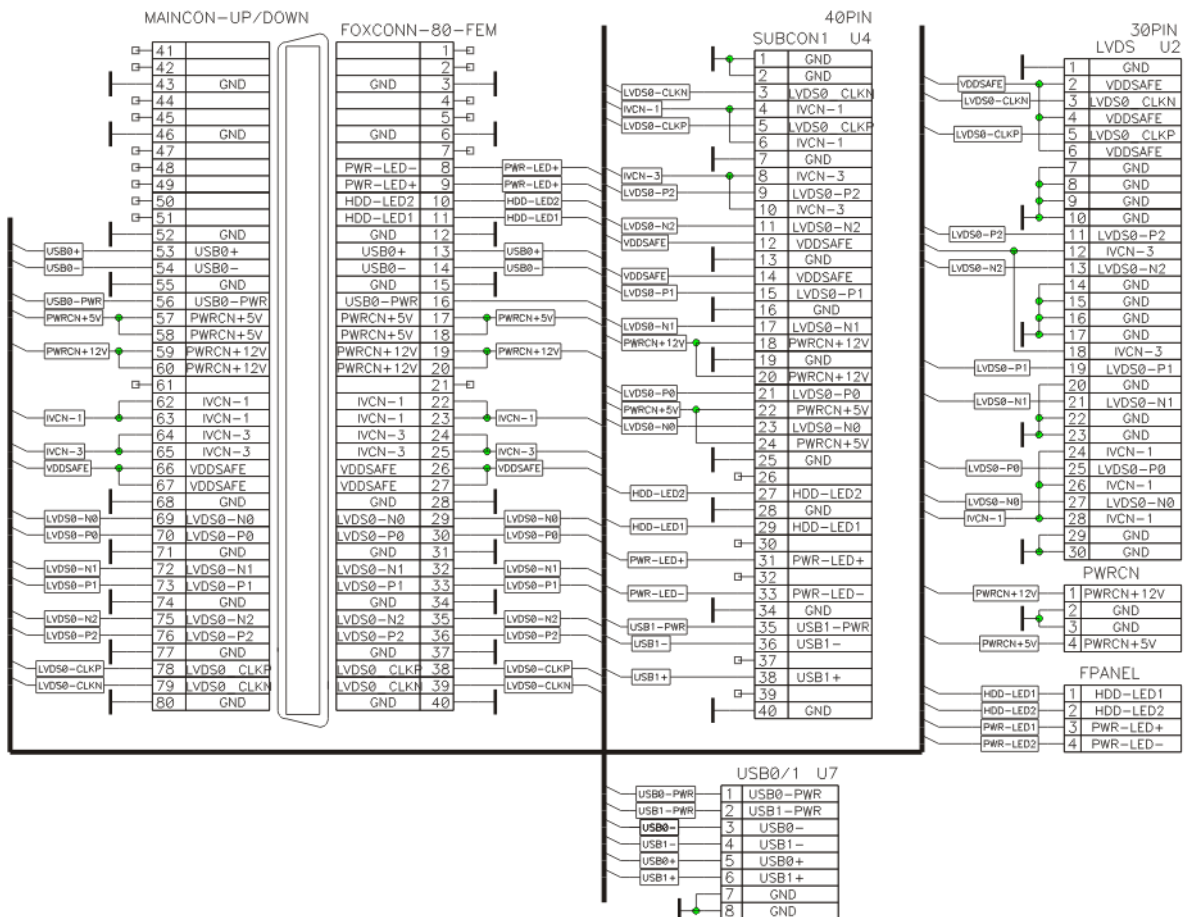 MAINCON-UP/DOWN
FOXCONN-80-FEM
41 1
42 2
43 GND GND 3
44 4
45 5
46 GND GND 6
47 7
48 PWR-LED- 8 PWR-LED+
49 PWR-LED+ 9 PWR-LED+
50 HDD-LED2 10 HDD-LED2
51 HDD-LED1 11 HDD-LED1
52 GND GND 12
USB0+ 53 USB0+ USB0+ 13 USB0+
USB0- 54 USB0- USB0- 14 USB0-
55 GND GND 15
USB0-PWR 56 USB0-PWR USB0-PWR 16
PWRCN+5V 57 PWRCN+5V PWRCN+5V 17 PWRCN+5V
58 PWRCN+5V PWRCN+5V 18
PWRCN+12V 59 PWRCN+12V PWRCN+12V 19 PWRCN+12V
60 PWRCN+12V PWRCN+12V 20
61 21
62 IVCN-1 IVCN-1 22
IVCN-1 63 IVCN-1 IVCN-1 23 IVCN-1
64 IVCN-3 IVCN-3 24
IVCN-3 65 IVCN-3 IVCN-3 25 IVCN-3
VDDSAFE 66 VDDSAFE VDDSAFE 26 VDDSAFE
67 VDDSAFE VDDSAFE 27
68 GND GND 28
LVDS0-N0 69 LVDS0-N0 LVDS0-N0 29 LVDS0-N0
LVDS0-P0 70 LVDS0-P0 LVDS0-P0 30 LVDS0-P0
71 GND GND 31
LVDS0-N1 72 LVDS0-N1 LVDS0-N1 32 LVDS0-N1
LVDS0-P1 73 LVDS0-P1 LVDS0-P1 33 LVDS0-P1
74 GND GND 34
LVDS0-N2 75 LVDS0-N2 LVDS0-N2 35 LVDS0-N2
LVDS0-P2 76 LVDS0-P2 LVDS0-P2 36 LVDS0-P2
77 GND GND 37
LVDS0-CLKP 78 LVDS0 CLKP LVDS0 CLKP 38 LVDS0-CLKP
LVDS0-CLKN 79 LVDS0 CLKN LVDS0 CLKN 39 LVDS0-CLKN
80 GND GND 40
40PIN
SUBCON1 U4
1 GND
2 GND
LVDS0-CLKN 3 LVDS0 CLKN
IVCN-1 4 IVCN-1
LVDS0-CLKP 5 LVDS0 CLKP
6 IVCN-1
7 GND
IVCN-3 8 IVCN-3
LVDS0-P2 9 LVDS0-P2
10 IVCN-3
LVDS0-N2 11 LVDS0-N2
VDDSAFE 12 VDDSAFE
13 GND
VDDSAFE 14 VDDSAFE
LVDS0-P1 15 LVDS0-P1
16 GND
LVDS0-N1 17 LVDS0-N1
PWRCN+12V 18 PWRCN+12V
19 GND
20 PWRCN+12V
LVDS0-P0 21 LVDS0-P0
PWRCN+5V 22 PWRCN+5V
LVDS0-N0 23 LVDS0-N0
24 PWRCN+5V
25 GND
26
HDD-LED2 27 HDD-LED2
28 GND
HDD-LED1 29 HDD-LED1
30
PWR-LED+ 31 PWR-LED+
32
PWR-LED- 33 PWR-LED-
34 GND
USB1-PWR 35 USB1-PWR
USB1- 36 USB1-
37
USB1+ 38 USB1+
39
40 GND
30PIN
LVDS U2
1 GND
VDDSAFE 2 VDDSAFE
LVDS0-CLKN 3 LVDS0 CLKN
4 VDDSAFE
LVDS0-CLKP 5 LVDS0 CLKP
6 VDDSAFE
7 GND
8 GND
9 GND
10 GND
LVDS0-P2 11 LVDS0-P2
12 IVCN-3
LVDS0-N2 13 LVDS0-N2
14 GND
15 GND
16 GND
17 GND
18 IVCN-3
LVDS0-P1 19 LVDS0-P1
20 GND
LVDS0-N1 21 LVDS0-N1
22 GND
23 GND
24 IVCN-1
LVDS0-P0 25 LVDS0-P0
26 IVCN-1
LVDS0-N0 27 LVDS0-N0
IVCN-1 28 IVCN-1
29 GND
30 GND
PWRCN
PWRCN+12V 1 PWRCN+12V
2 GND
3 GND
PWRCN+5V 4 PWRCN+5V
FPANEL
HDD-LED1 1 HDD-LED1
HDD-LED2 2 HDD-LED2
PWR-LED1 3 PWR-LED+
PWR-LED2 4 PWR-LED-
USB0/1 U7
USB0-PWR 1 USB0-PWR
USB1-PWR 2 USB1-PWR
USB0- 3 USB0-
USB1- 4 USB1-
USB0+ 5 USB0+
USB1+ 6 USB1+
7 GND
8 GND